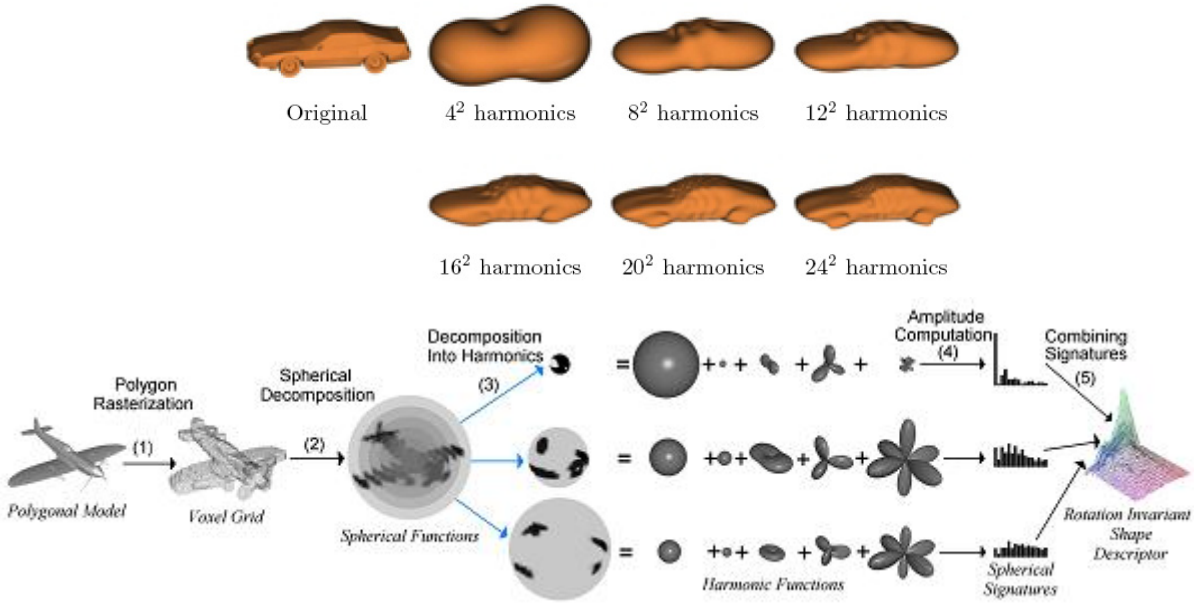 Original
4² harmonics
8² harmonics
12² harmonics
16² harmonics
20² harmonics
24² harmonics
Polygon
Rasterization
(1)
Spherical
Decomposition
(2)
Decomposition
Into Harmonics
(3)
Amplitude
Computation
(4)
Combining
Signatures
(5)
= + + + +
= + + + +
= + + + +
Polygonal Model
Voxel Grid
Spherical Functions
Harmonic Functions
Spherical
Signatures
Rotation Invariant
Shape
Descriptor